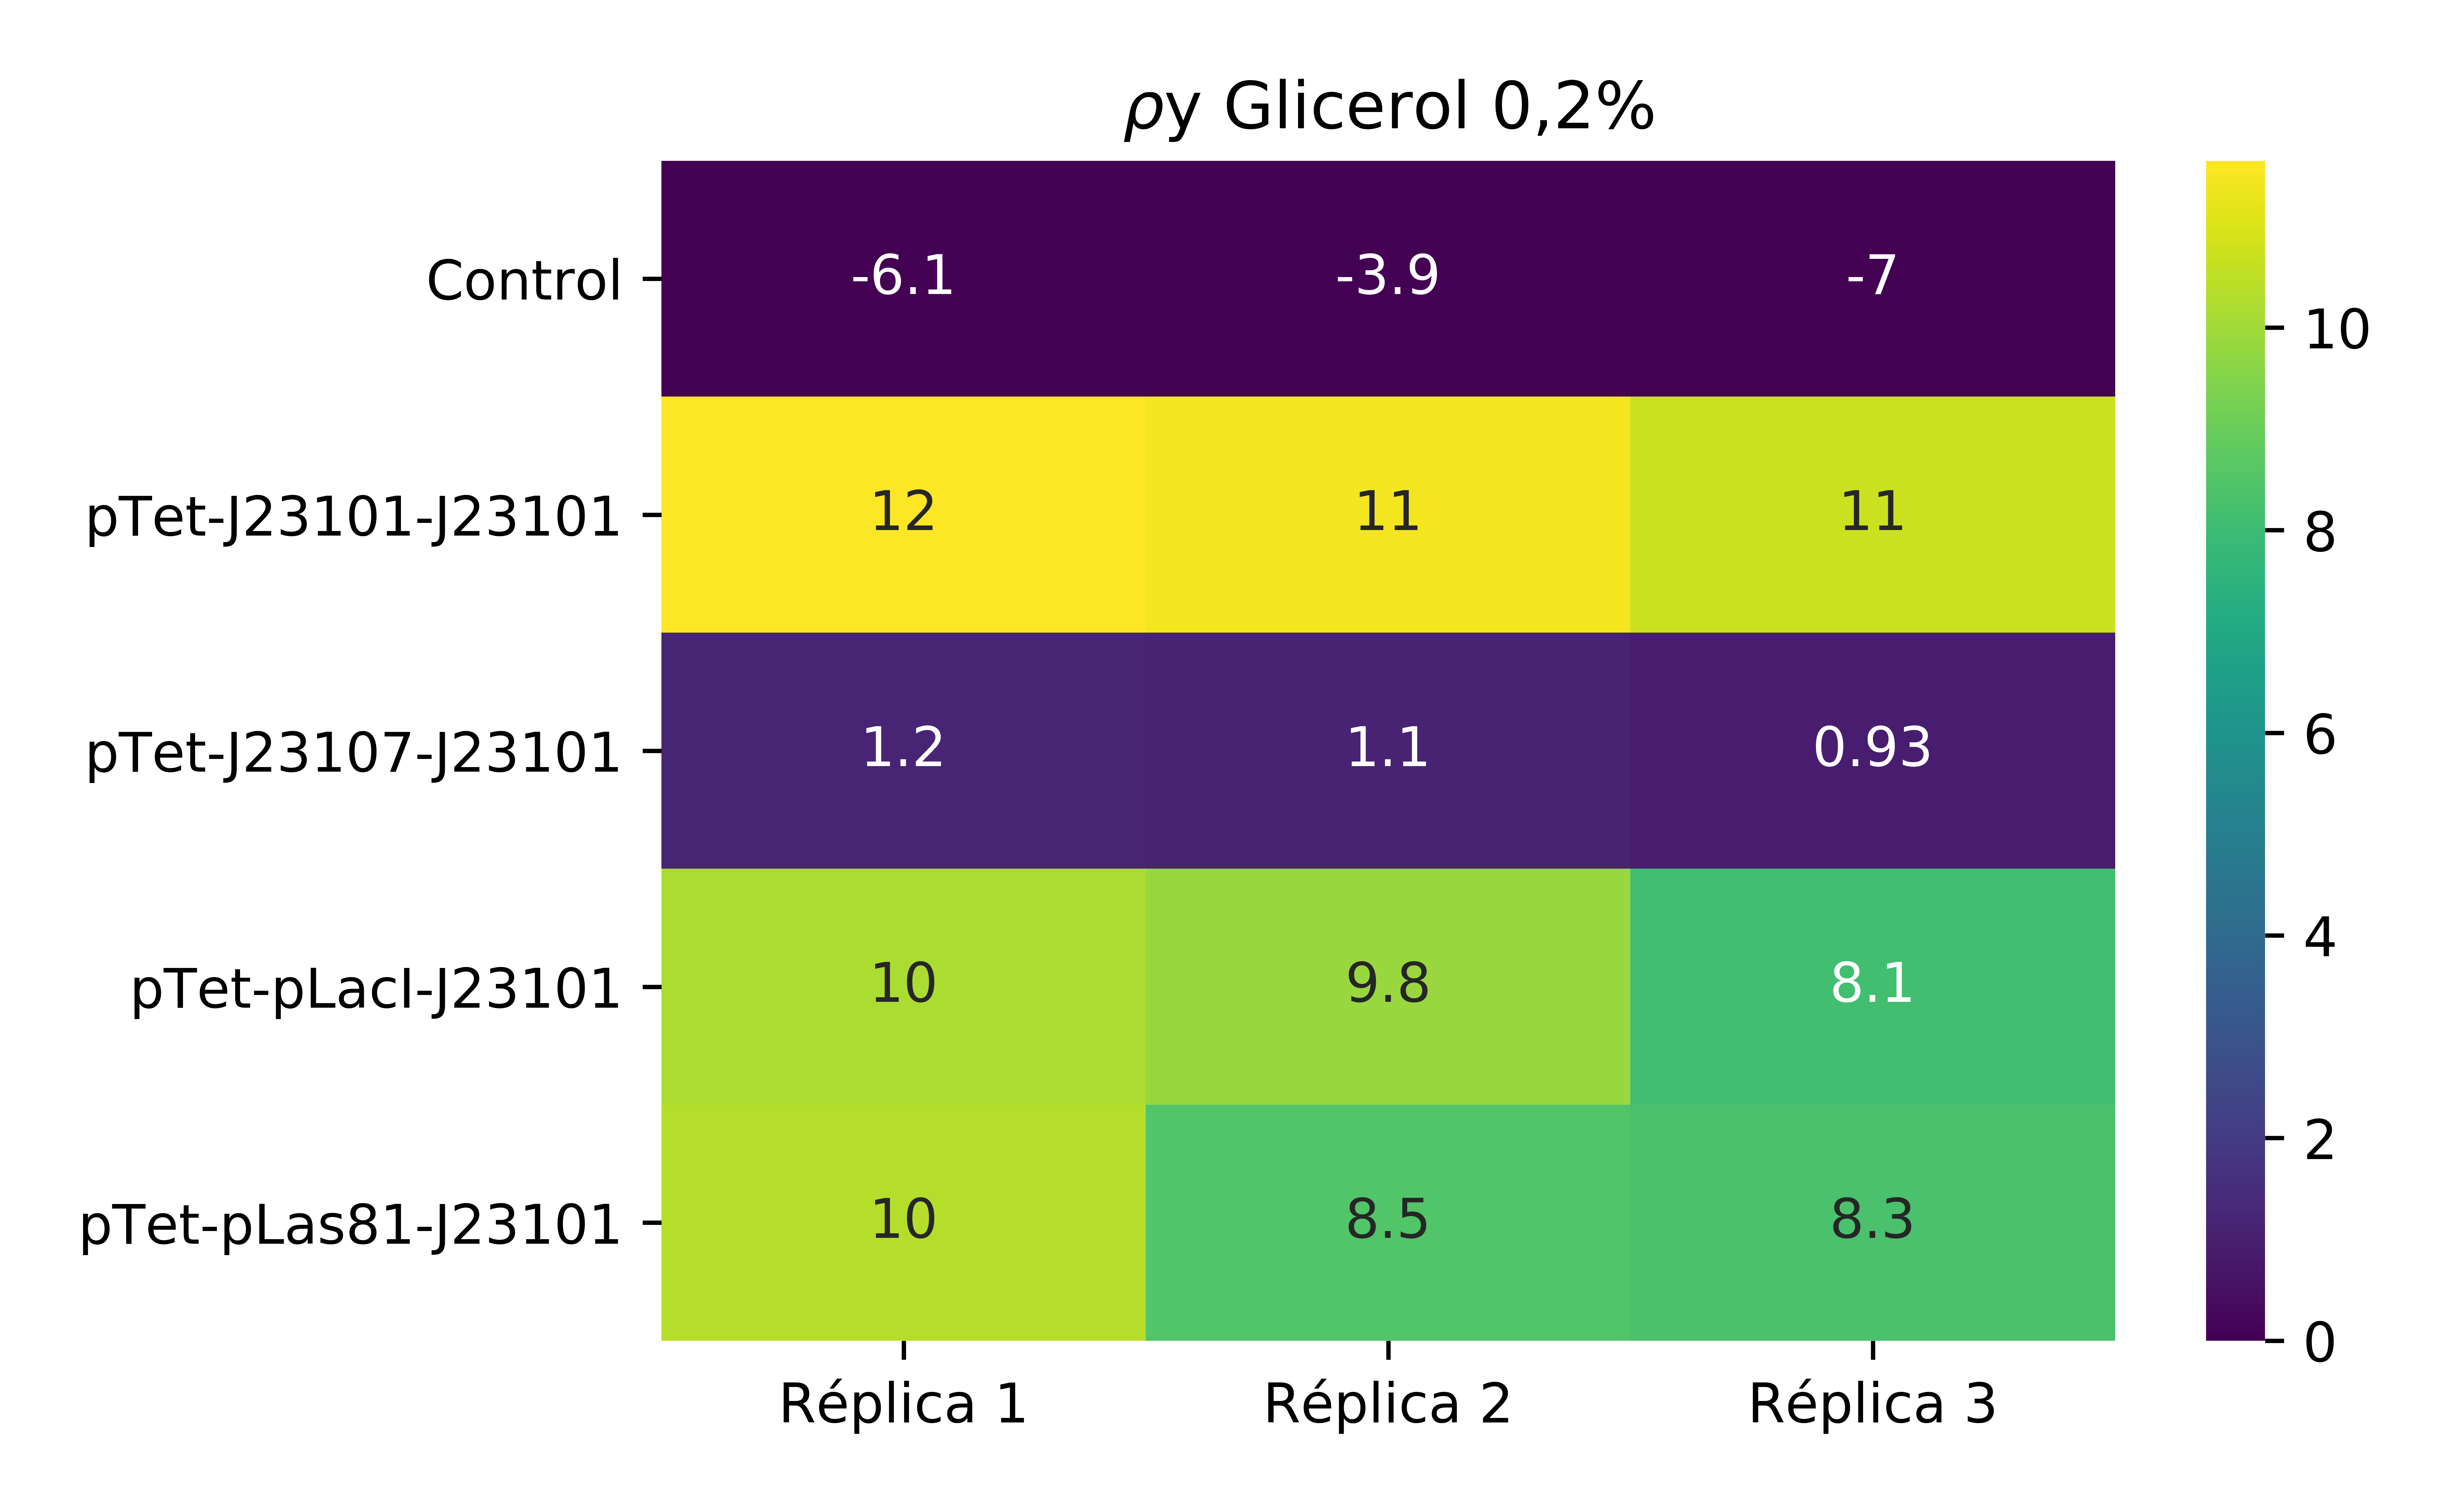 ρy Glicerol 0,2%
Control -6.1 -3.9 -7
pTet-J23101-J23101 12 11 11
pTet-J23107-J23101 1.2 1.1 0.93
pTet-pLacI-J23101 10 9.8 8.1
pTet-pLas81-J23101 10 8.5 8.3
Réplica 1 Réplica 2 Réplica 3
10
8
6
4
2
0